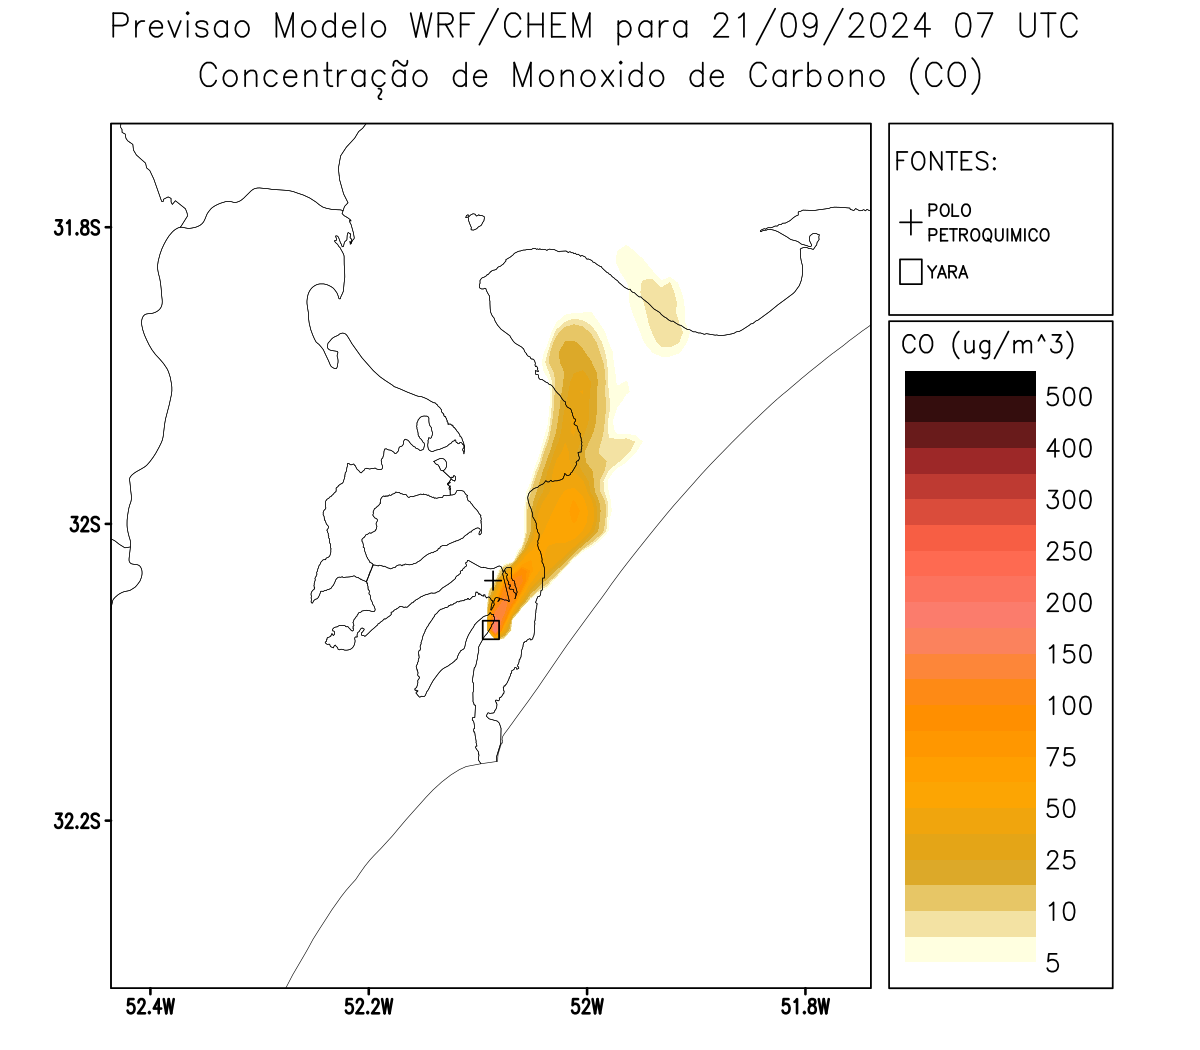 Previsao Modelo WRF/CHEM para 21/09/2024 07 UTC
Concentração de Monoxido de Carbono (CO)
FONTES:
POLO
PETROQUIMICO
YARA
CO (ug/m^3)
500
400
300
250
200
150
100
75
50
25
10
5
31.8S
32S
32.2S
52.4W
52.2W
52W
51.8W